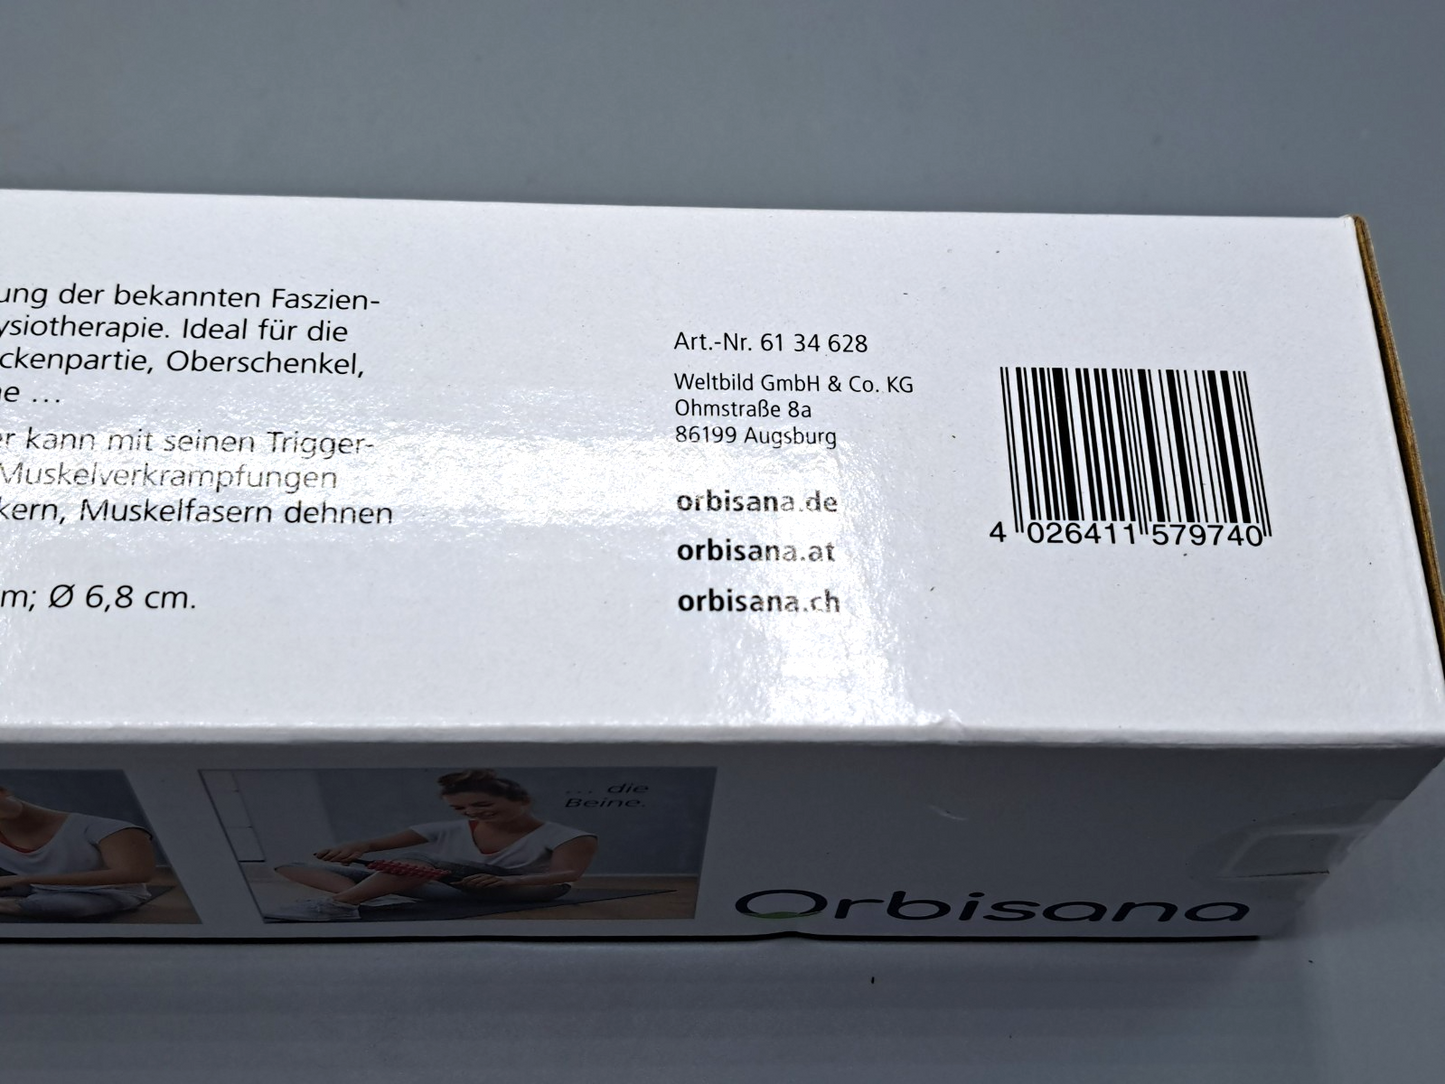 ung der bekannten Faszien-
ysiotherapie. Ideal für die
ckenpartie, Oberschenkel,
e …
er kann mit seinen Trigger-
Muskelverkrampfungen
kern, Muskelfasern dehnen
m; Ø 6,8 cm.
Art.-Nr. 61 34 628
Weltbild GmbH & Co. KG
Ohmstraße 8a
86199 Augsburg
orbisana.de
orbisana.at
orbisana.ch
4 026411 579740
... die
Beine.
Orbisana